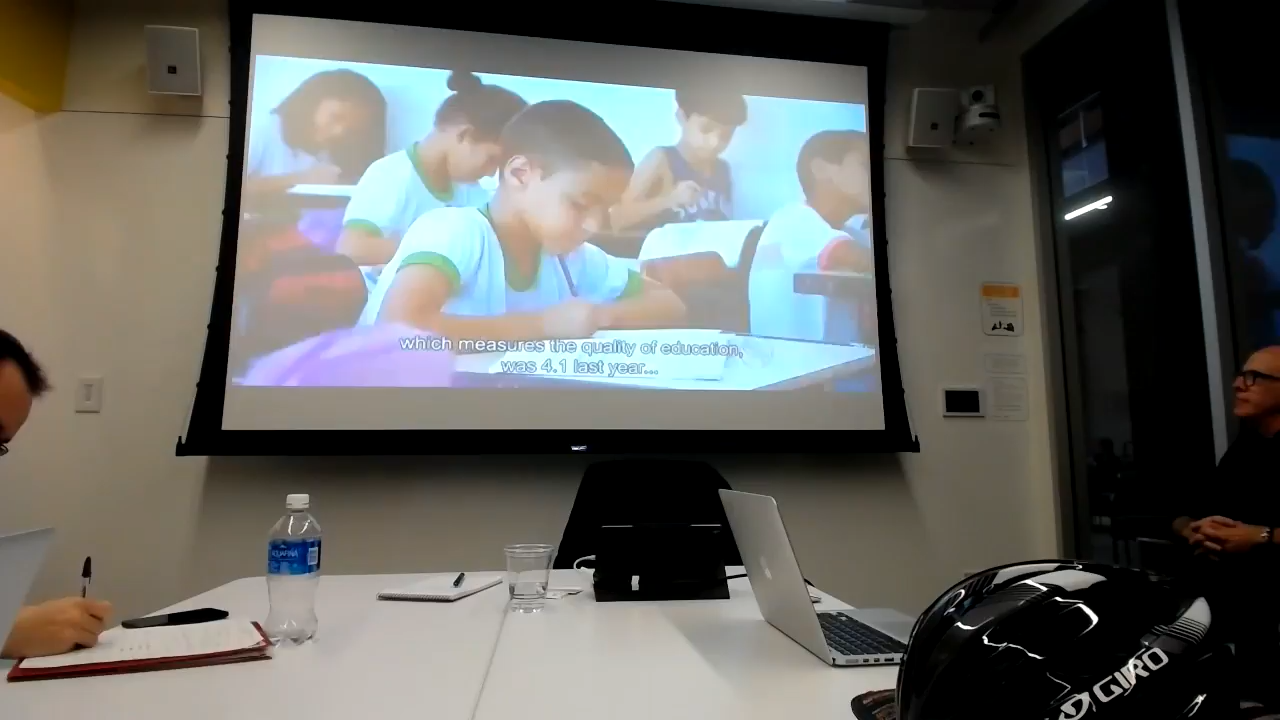 which measures the quality of education,
was 4.1 last year...
AQUAFINA
GIRO